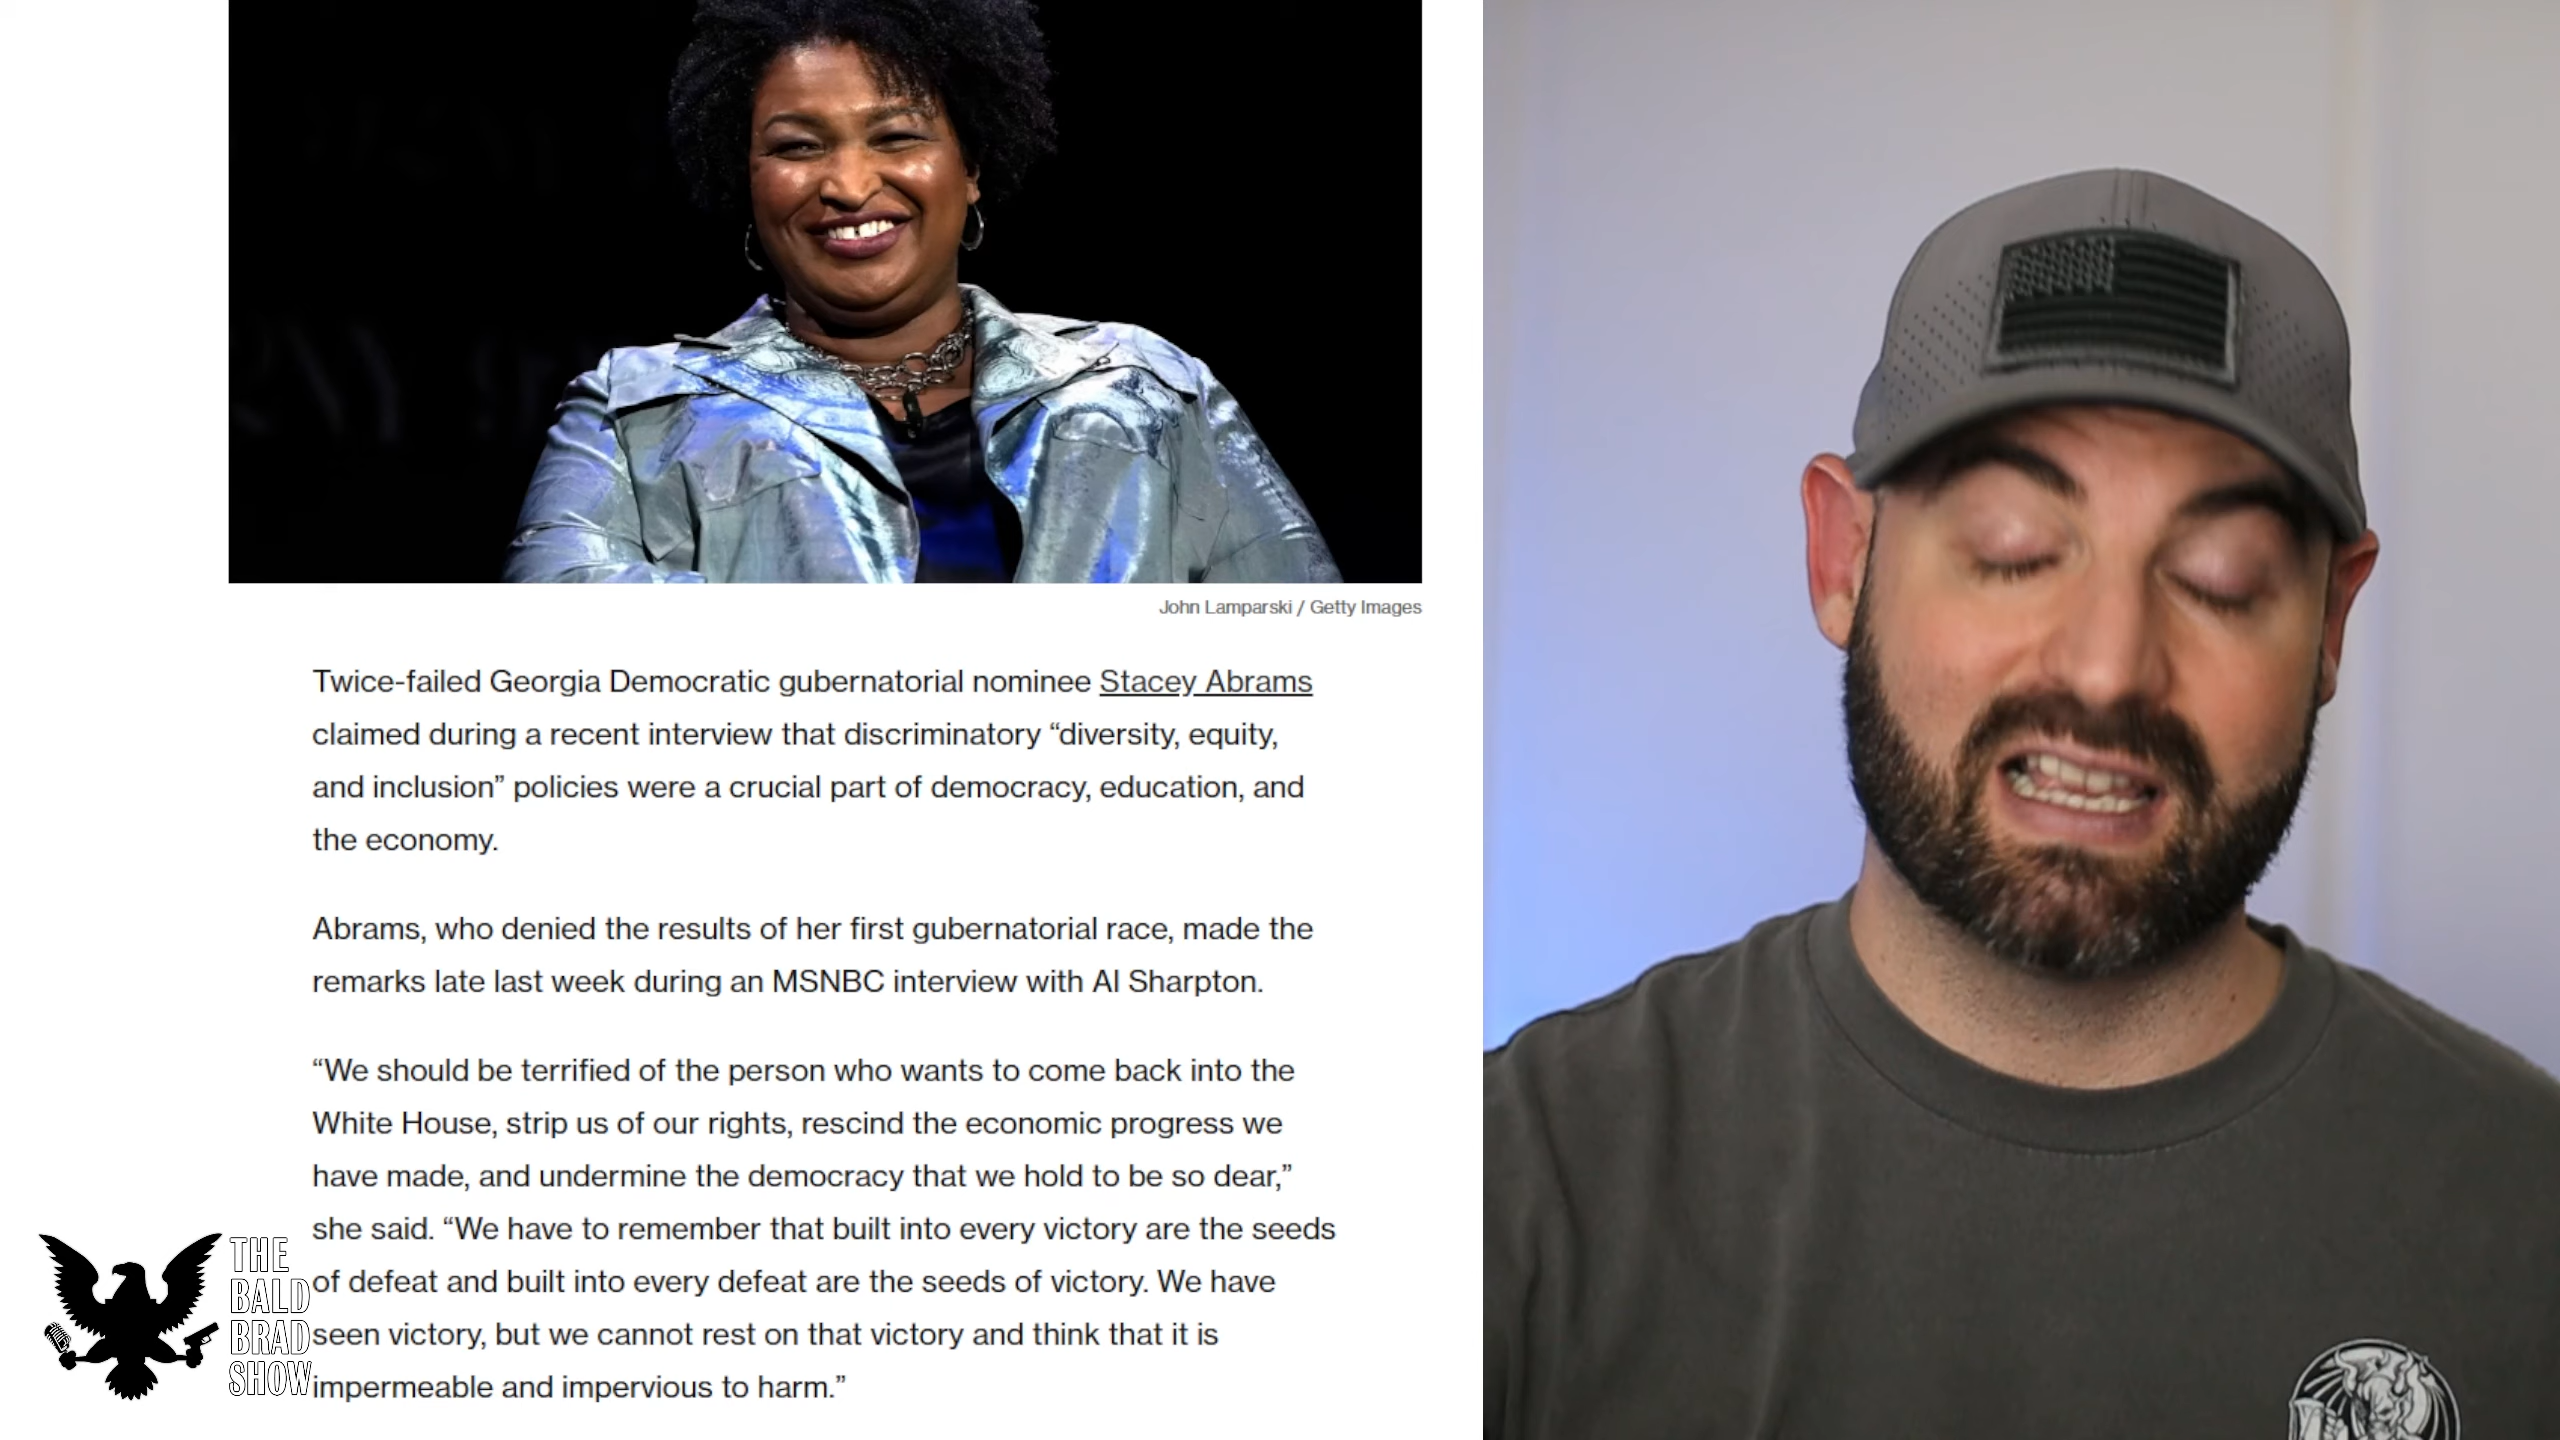 John Lamparski / Getty Images
Twice-failed Georgia Democratic gubernatorial nominee Stacey Abrams
claimed during a recent interview that discriminatory “diversity, equity,
and inclusion” policies were a crucial part of democracy, education, and
the economy.
Abrams, who denied the results of her first gubernatorial race, made the
remarks late last week during an MSNBC interview with Al Sharpton.
“We should be terrified of the person who wants to come back into the
White House, strip us of our rights, rescind the economic progress we
have made, and undermine the democracy that we hold to be so dear,”
she said. “We have to remember that built into every victory are the seeds
of defeat and built into every defeat are the seeds of victory. We have
seen victory, but we cannot rest on that victory and think that it is
impermeable and impervious to harm.”
THE
BALD
BRAD
SHOW